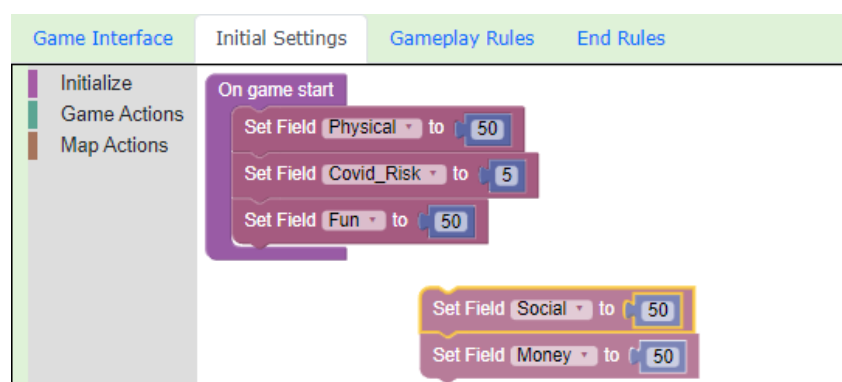 Game Interface Initial Settings Gameplay Rules End Rules
Initialize
Game Actions
Map Actions
On game start
Set Field Physical to 50
Set Field Covid_Risk to 5
Set Field Fun to 50
Set Field Social to 50
Set Field Money to 50